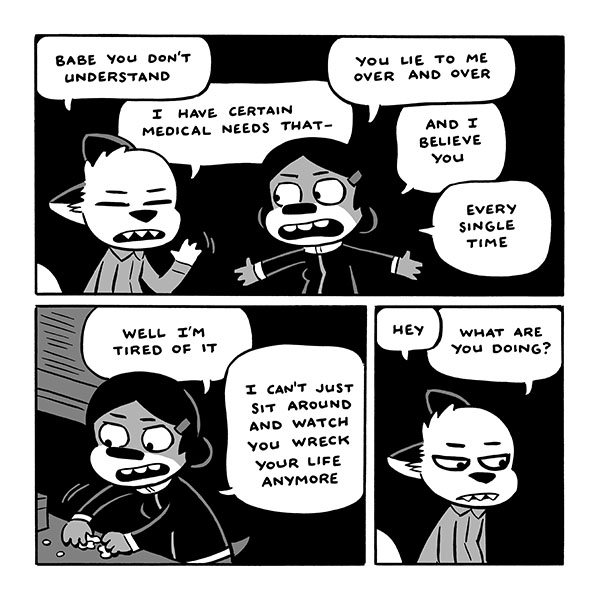 BABE YOU DON'T
UNDERSTAND
I HAVE CERTAIN
MEDICAL NEEDS THAT—
YOU LIE TO ME
OVER AND OVER
AND I
BELIEVE
YOU
EVERY
SINGLE
TIME
WELL I'M
TIRED OF IT
I CAN'T JUST
SIT AROUND
AND WATCH
YOU WRECK
YOUR LIFE
ANYMORE
HEY
WHAT ARE
YOU DOING?